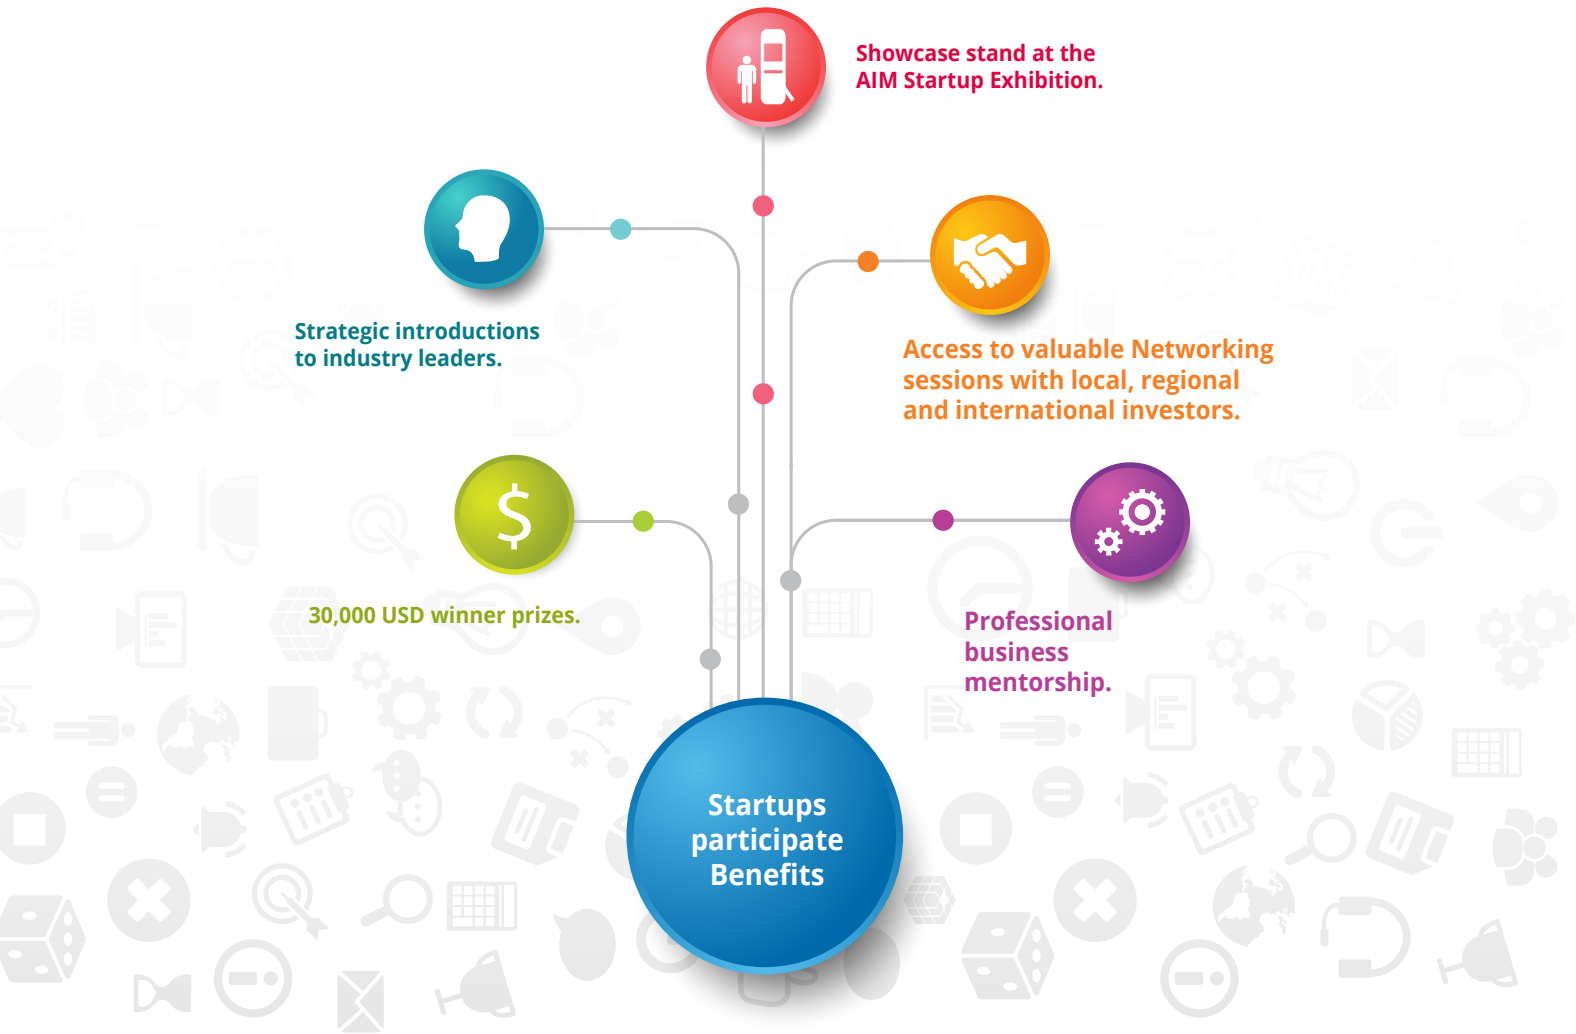 Showcase stand at the
AIM Startup Exhibition.
Strategic introductions
to industry leaders.
Access to valuable Networking
sessions with local, regional
and international investors.
$
30,000 USD winner prizes.
Professional
business
mentorship.
Startups
participate
Benefits